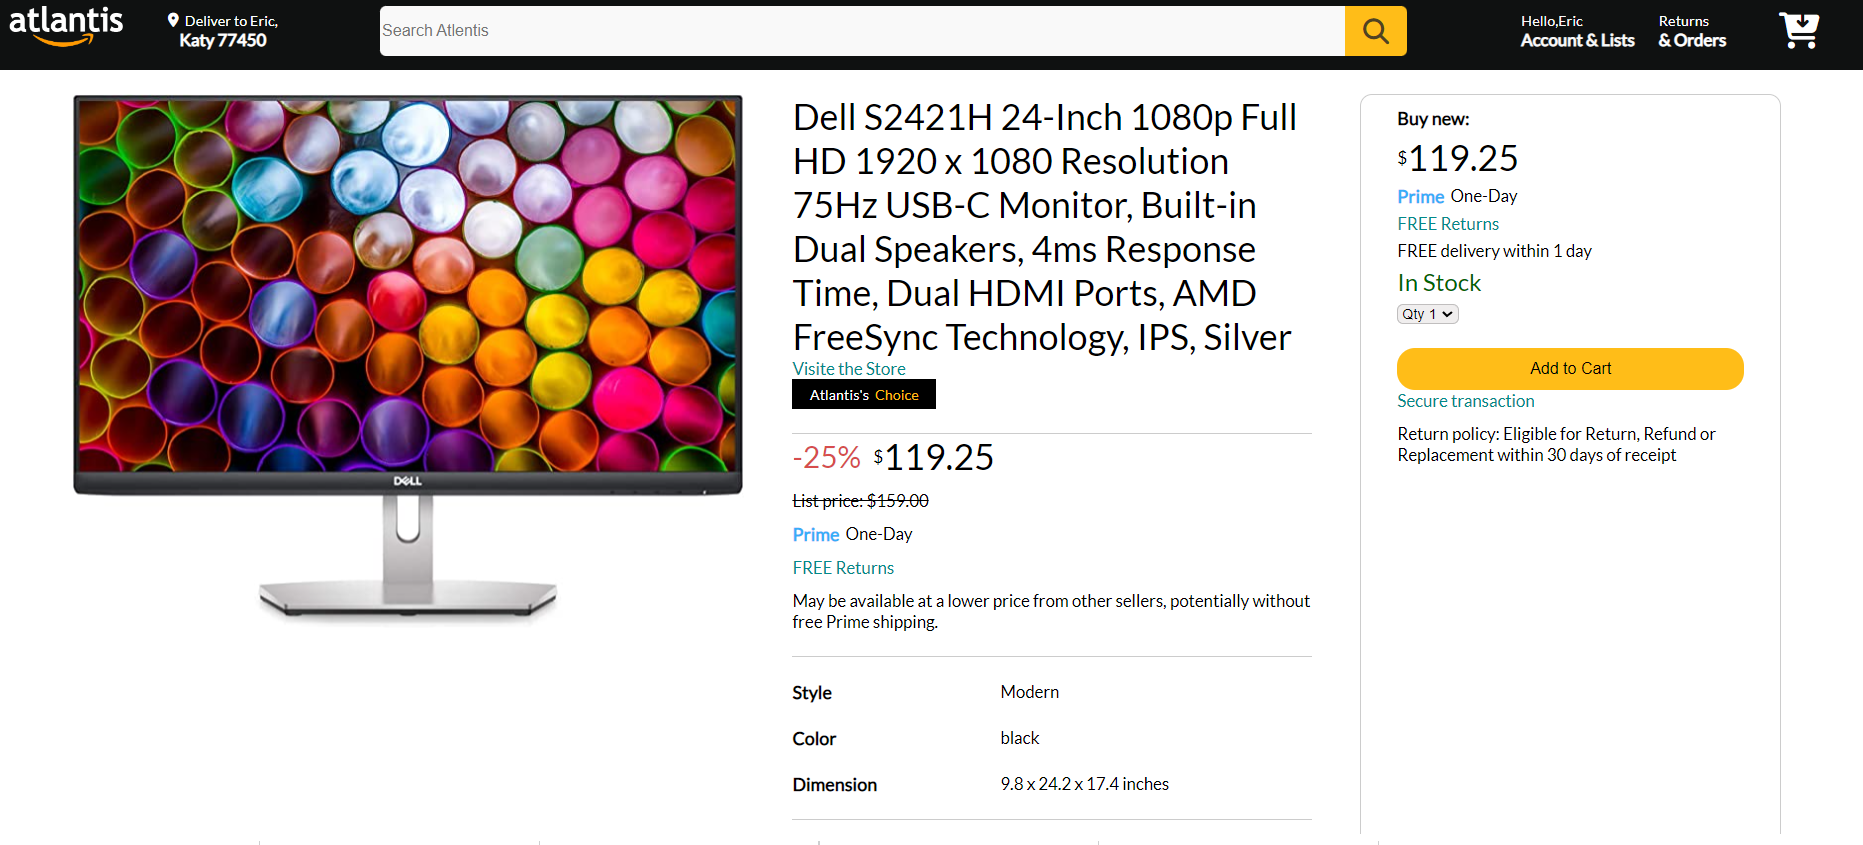 atlantis
Deliver to Eric,
Katy 77450
Search Atlentis
Hello,Eric
Account & Lists
Returns
& Orders
DELL
Dell S2421H 24-Inch 1080p Full
HD 1920 x 1080 Resolution
75Hz USB-C Monitor, Built-in
Dual Speakers, 4ms Response
Time, Dual HDMI Ports, AMD
FreeSync Technology, IPS, Silver
Visite the Store
Atlantis's Choice
-25% $119.25
List price: $159.00
Prime One-Day
FREE Returns
May be available at a lower price from other sellers, potentially without
free Prime shipping.
Style Modern
Color black
Dimension 9.8 x 24.2 x 17.4 inches
Buy new:
$119.25
Prime One-Day
FREE Returns
FREE delivery within 1 day
In Stock
Qty 1
Add to Cart
Secure transaction
Return policy: Eligible for Return, Refund or
Replacement within 30 days of receipt